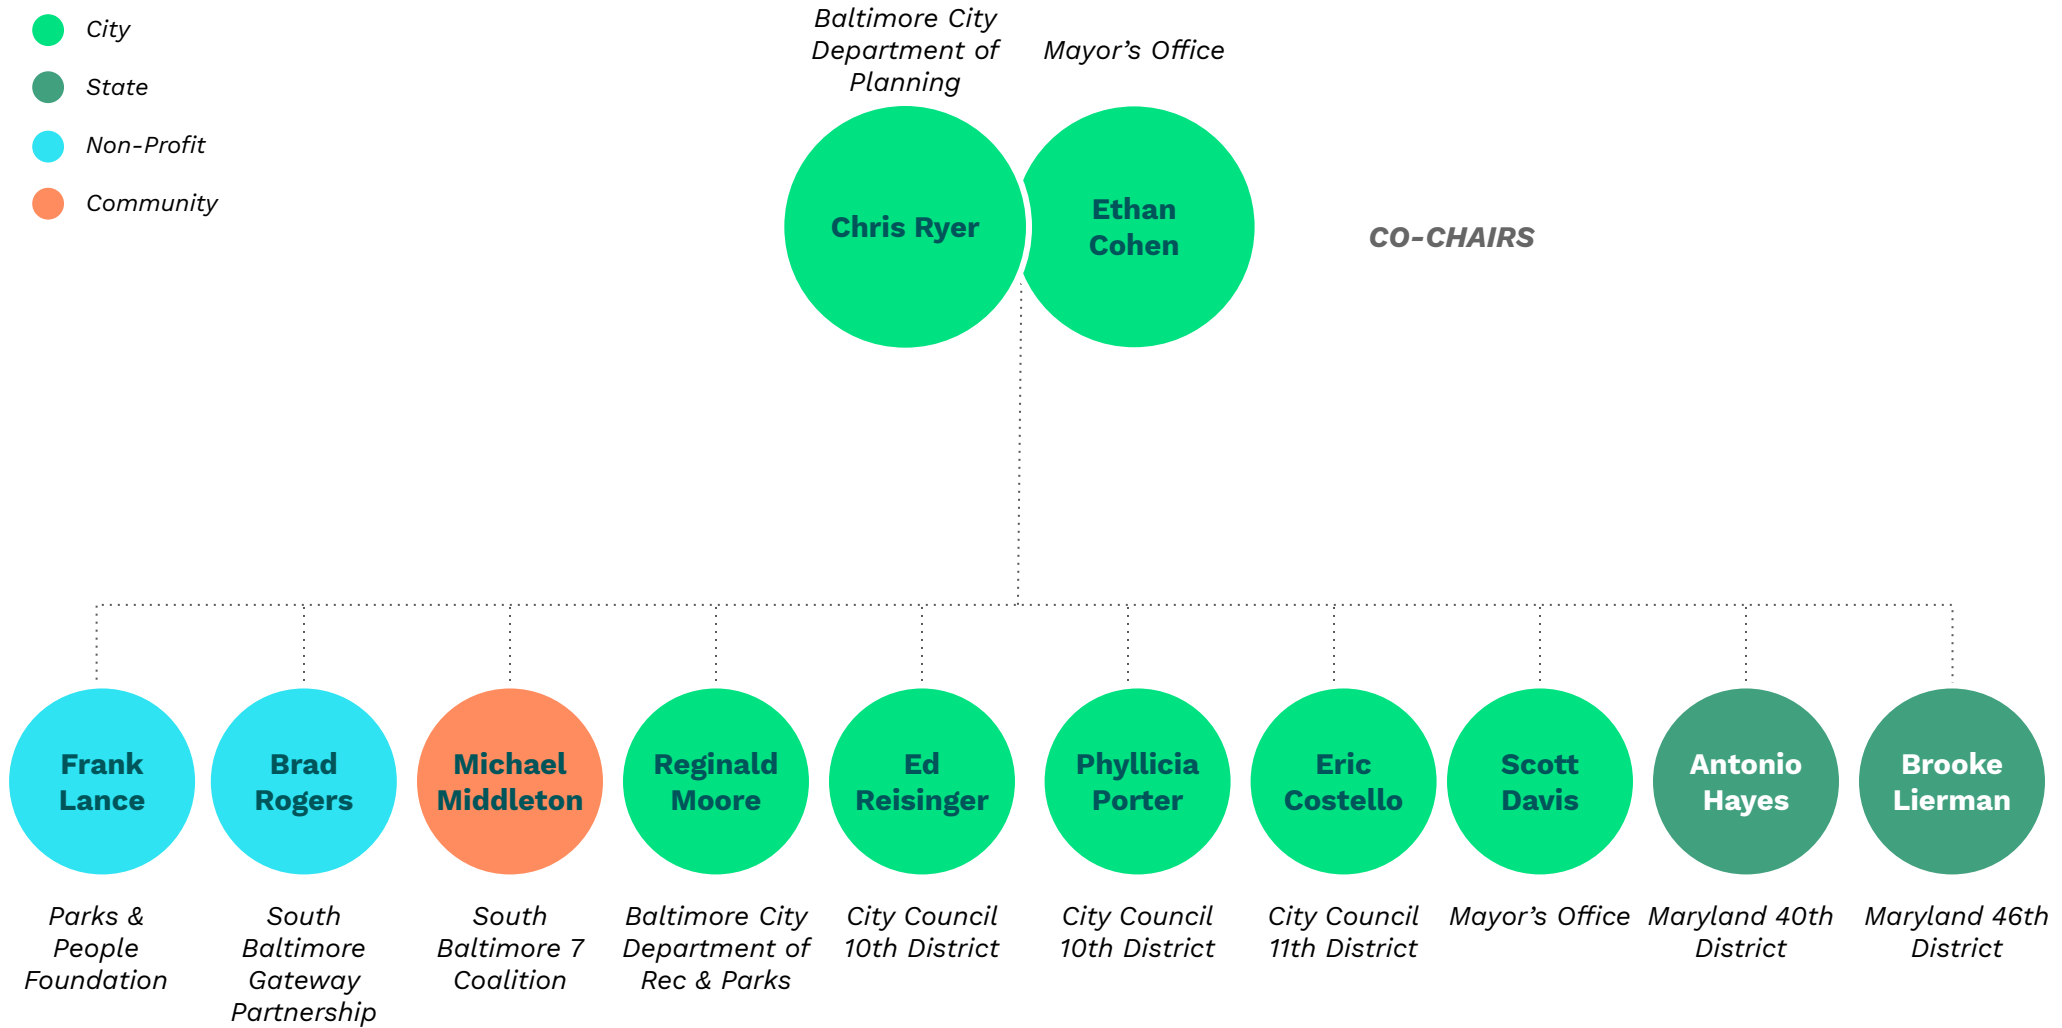 City
State
Non-Profit
Community
Baltimore City
Department of
Planning
Mayor’s Office
Chris Ryer
Ethan
Cohen
CO-CHAIRS
Frank
Lance
Brad
Rogers
Michael
Middleton
Reginald
Moore
Ed
Reisinger
Phyllicia
Porter
Eric
Costello
Scott
Davis
Antonio
Hayes
Brooke
Lierman
Parks &
People
Foundation
South
Baltimore
Gateway
Partnership
South
Baltimore 7
Coalition
Baltimore City
Department of
Rec & Parks
City Council
10th District
City Council
10th District
City Council
11th District
Mayor’s Office
Maryland 40th
District
Maryland 46th
District